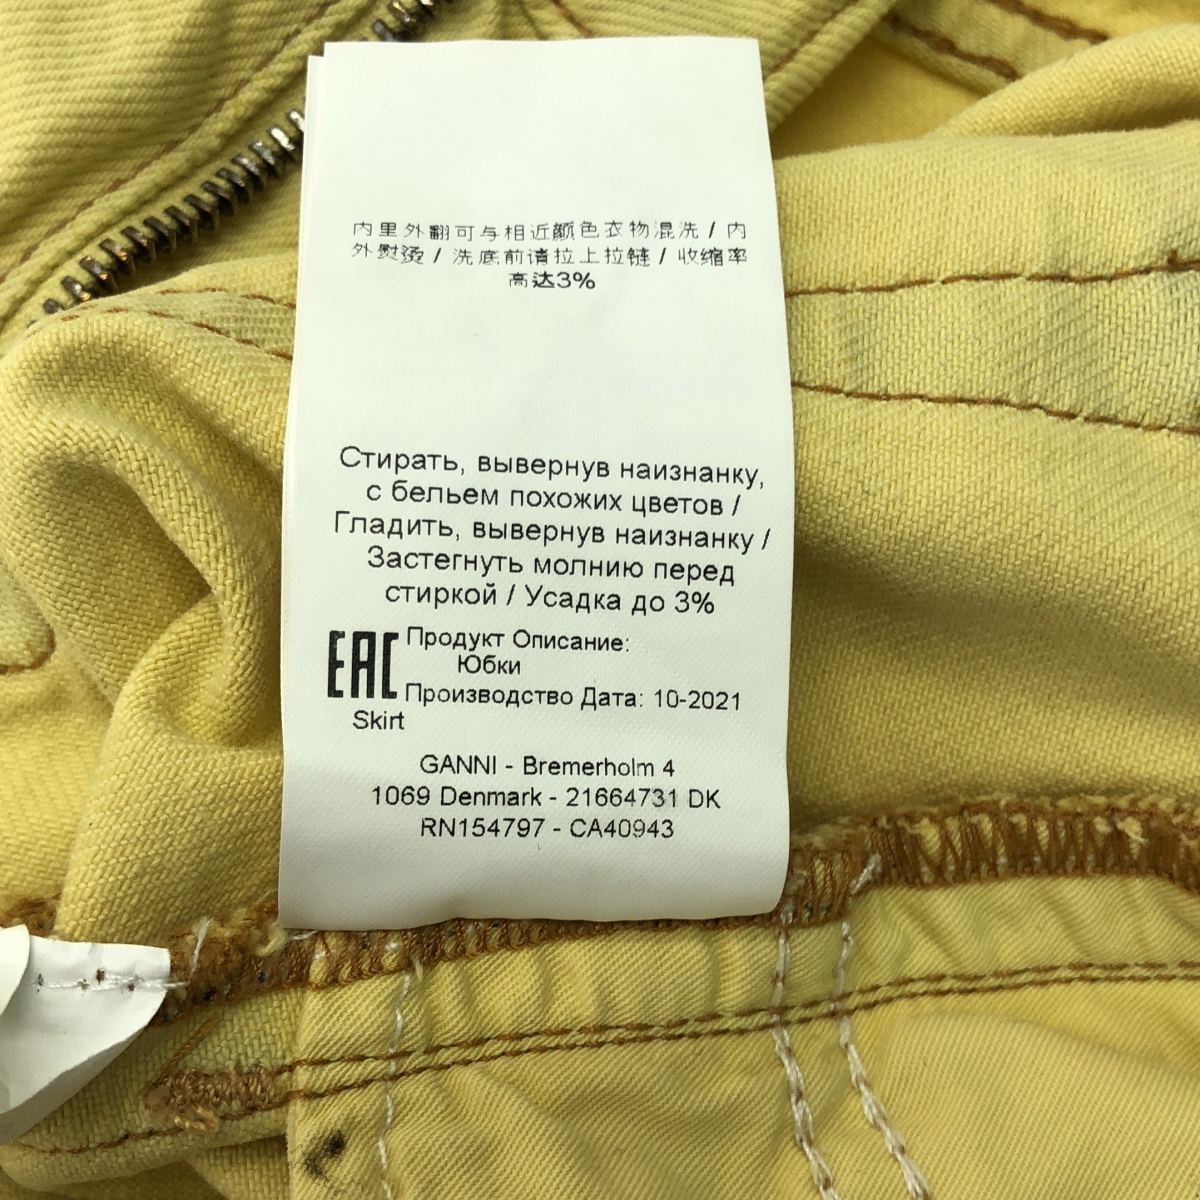 内里外翻可与相近颜色衣物混洗 / 内
外熨烫 / 洗底前请拉上拉链 / 收缩率
高达3%
Стирать, вывернув наизнанку,
с бельем похожих цветов /
Гладить, вывернув наизнанку /
Застегнуть молнию перед
стиркой / Усадка до 3%
EAC Продукт Описание:
Юбки
Производство Дата: 10-2021
Skirt
GANNI - Bremerholm 4
1069 Denmark - 21664731 DK
RN154797 - CA40943